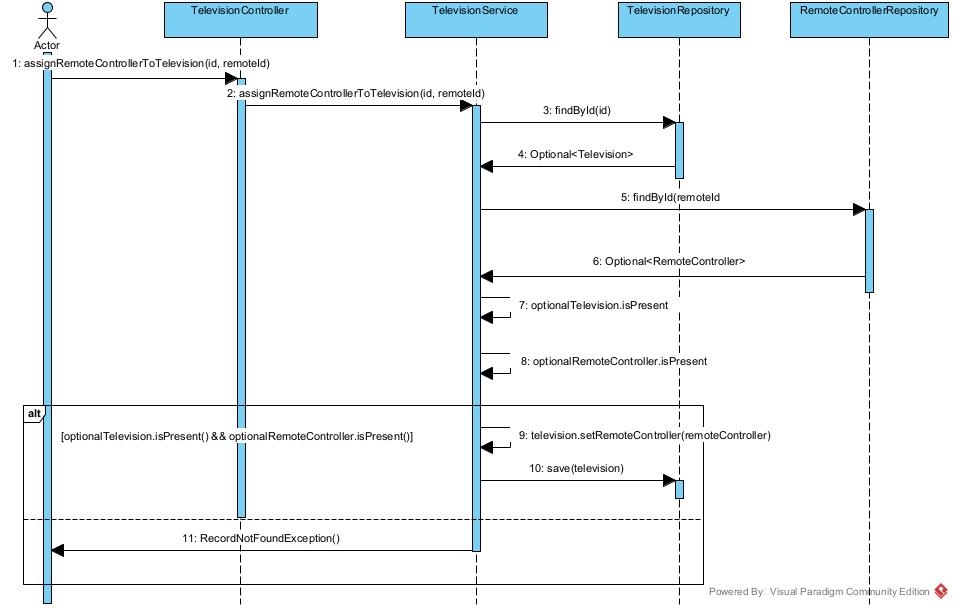 TelevisionController
TelevisionService
TelevisionRepository
RemoteControllerRepository
Actor
1: assignRemoteControllerToTelevision(id, remoteId)
2: assignRemoteControllerToTelevision(id, remoteId)
3: findById(id)
4: Optional<Television>
5: findById(remoteId
6: Optional<RemoteController>
7: optionalTelevision.isPresent
8: optionalRemoteController.isPresent
alt
[optionalTelevision.isPresent() && optionalRemoteController.isPresent()]
9: television.setRemoteController(remoteController)
10: save(television)
11: RecordNotFoundException()
Powered By Visual Paradigm Community Edition